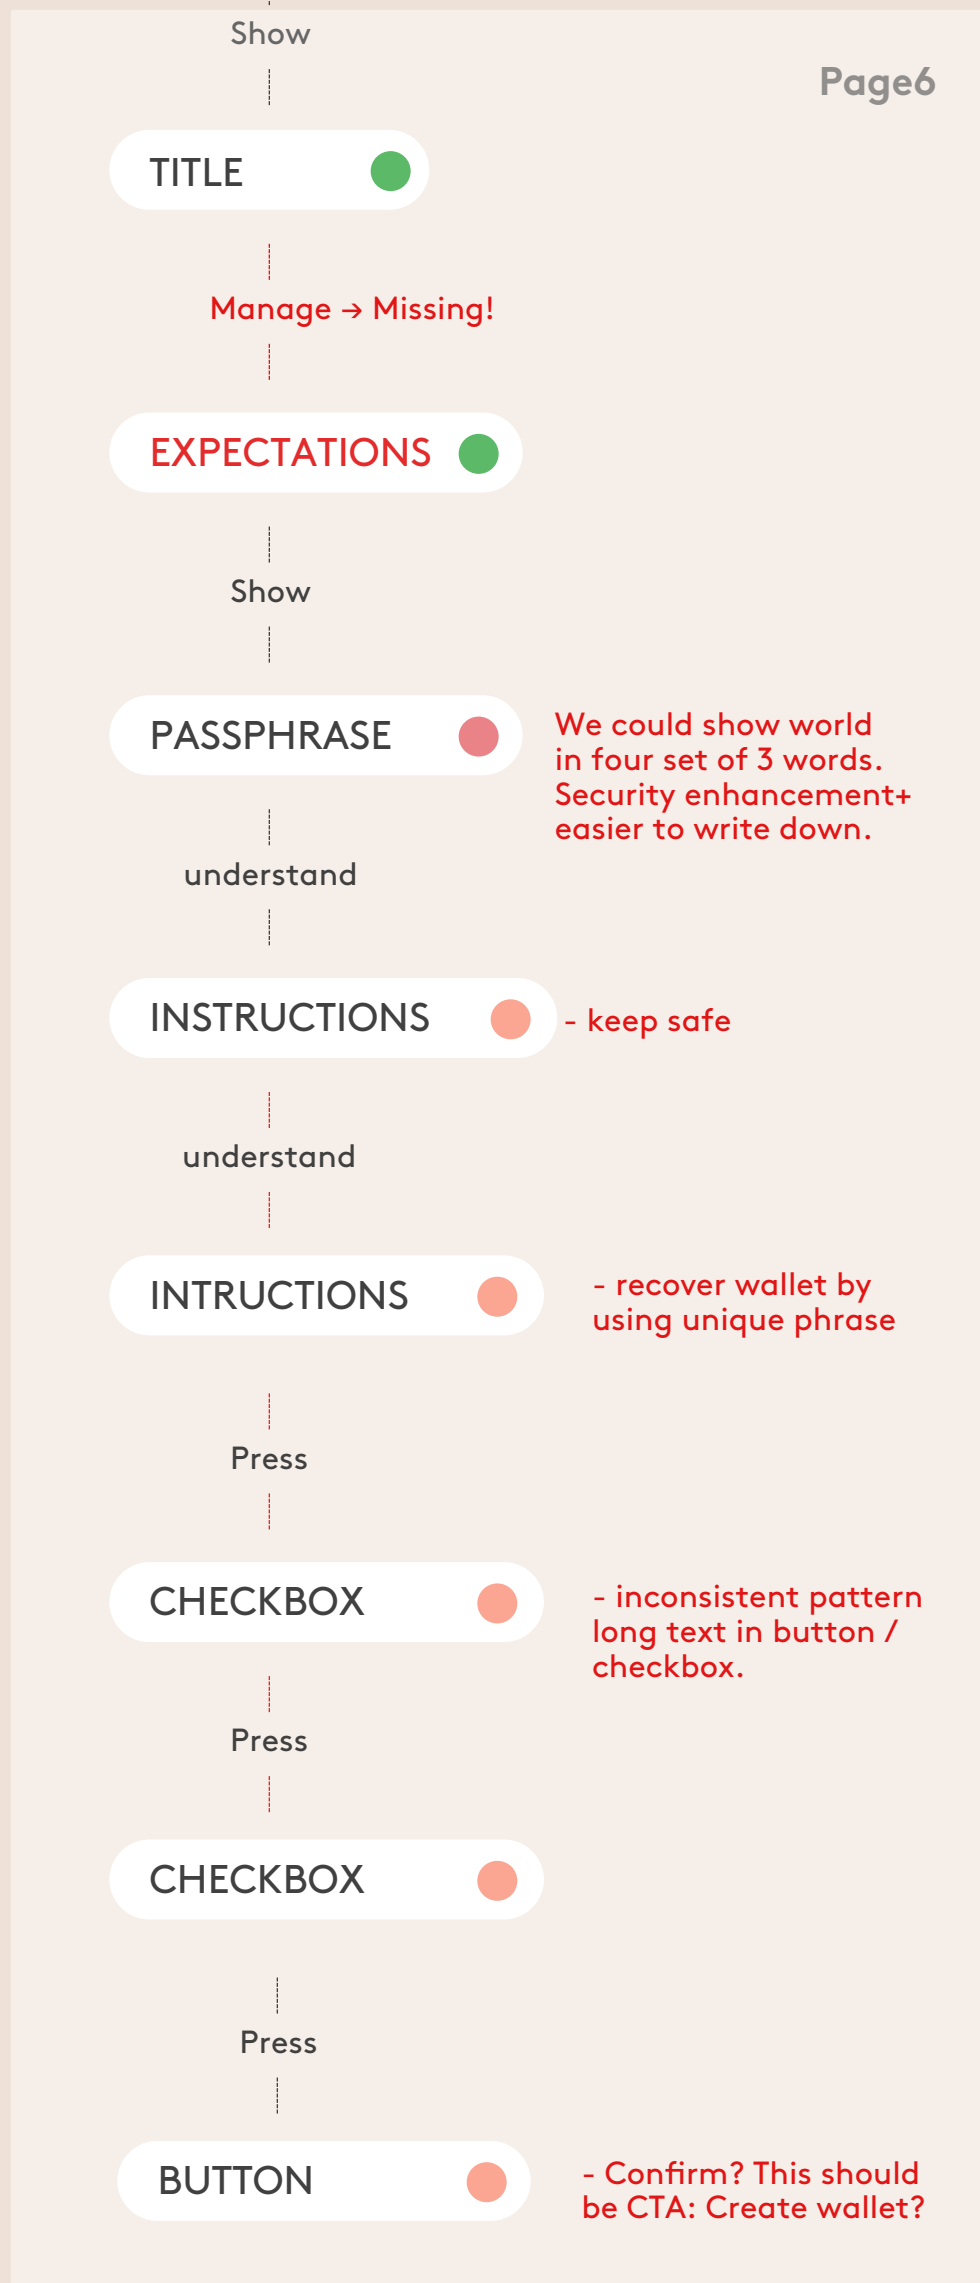 Show
Page6
TITLE
Manage → Missing!
EXPECTATIONS
Show
PASSPHRASE
We could show world
in four set of 3 words.
Security enhancement+
easier to write down.
understand
INSTRUCTIONS
- keep safe
understand
INTRUCTIONS
- recover wallet by
using unique phrase
Press
CHECKBOX
- inconsistent pattern
long text in button /
checkbox.
Press
CHECKBOX
Press
BUTTON
- Confirm? This should
be CTA: Create wallet?